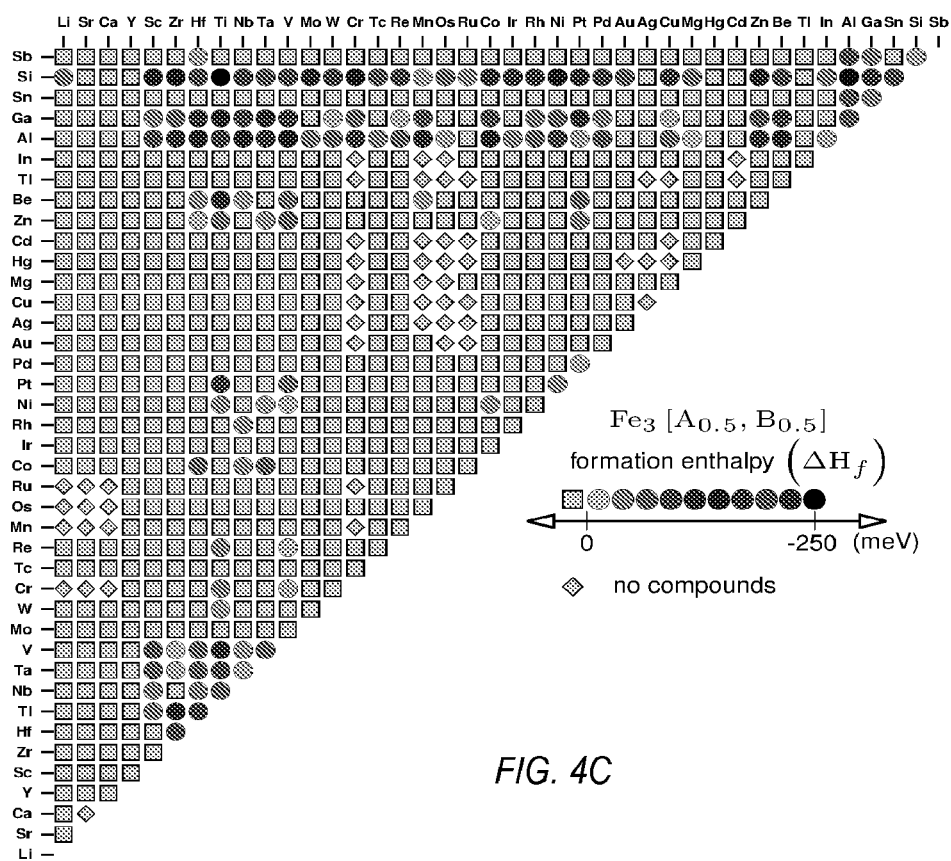 Li Sr Ca Y Sc Zr Hf Ti Nb Ta V Mo W Cr Tc Re Mn Os Ru Co Ir Rh Ni Pt Pd Au Ag Cu Mg Hg Cd Zn Be Tl In Al Ga Sn Si Sb
Sb
Si
Sn
Ga
Al
In
Tl
Be
Zn
Cd
Hg
Mg
Cu
Ag
Au
Pd
Pt
Ni
Rh
Ir
Co
Ru
Os
Mn
Re
Tc
Cr
W
Mo
V
Ta
Nb
Tl
Hf
Zr
Sc
Y
Ca
Sr
Li
Fe3 [A0.5, B0.5]
formation enthalpy (ΔHf)
0 -250 (meV)
no compounds
FIG. 4C